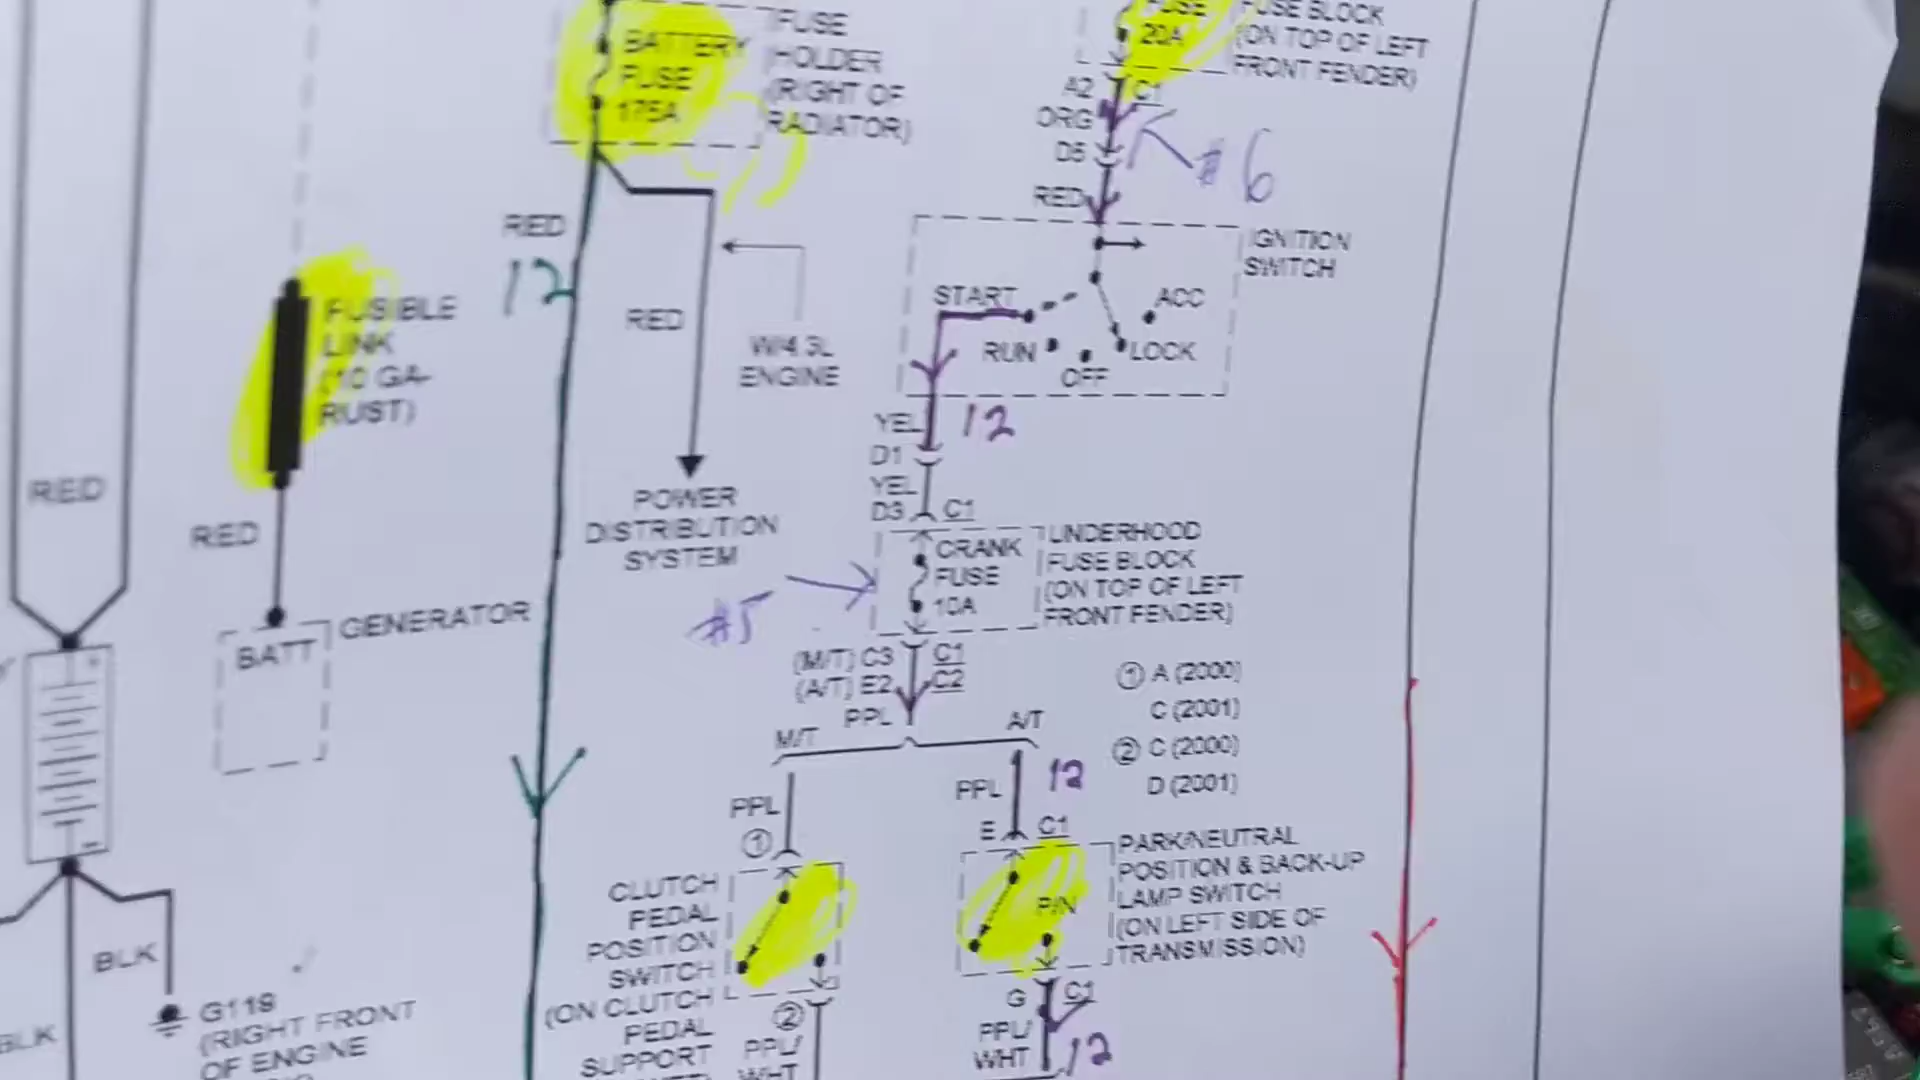 FUSE
HOLDER
(RIGHT OF
RADIATOR)
BATTERY
FUSE
175A
FUSE
20A
FUSE BLOCK
(ON TOP OF LEFT
FRONT FENDER)
A2 C1
ORG
D5
#6
RED
RED
12
RED
W/4.3L
ENGINE
IGNITION
SWITCH
START
ACC
RUN
LOCK
OFF
FUSIBLE
LINK
(10 GA-
RUST)
RED
RED
YEL 12
D1
YEL
D3 C1
POWER
DISTRIBUTION
SYSTEM
CRANK
FUSE
10A
UNDERHOOD
FUSE BLOCK
(ON TOP OF LEFT
FRONT FENDER)
#5
GENERATOR
BATT
(M/T) C3 C1
(A/T) E2 C2
PPL
M/T
A/T
① A (2000)
C (2001)
② C (2000)
D (2001)
PPL
①
PPL 12
E C1
CLUTCH
PEDAL
POSITION
SWITCH
(ON CLUTCH
PEDAL
SUPPORT
P/N
PARK/NEUTRAL
POSITION & BACK-UP
LAMP SWITCH
(ON LEFT SIDE OF
TRANSMISSION)
②
PPL/
WHT
G C1
PPL/
WHT 12
BLK
BLK
G118
(RIGHT FRONT
OF ENGINE